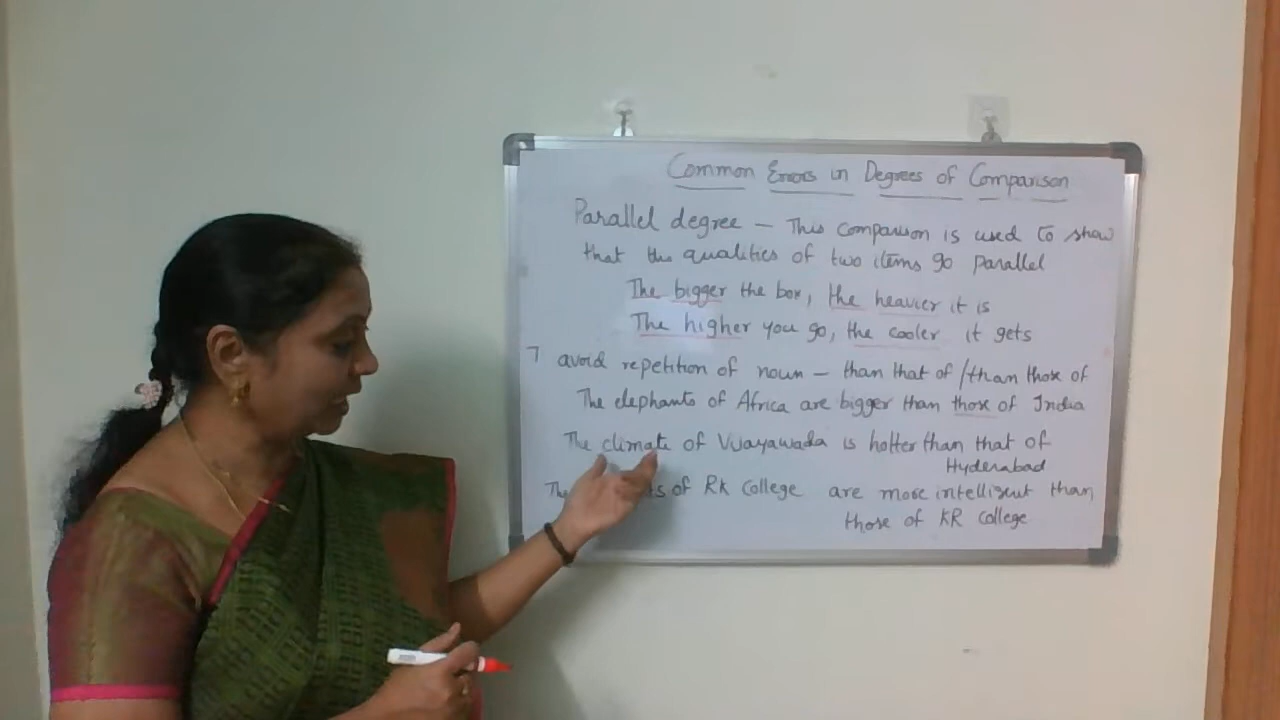 Common Errors in Degrees of Comparison
Parallel degree – This comparison is used to show
that the qualities of two items go parallel
The bigger the box, the heavier it is
The higher you go, the cooler it gets
7 avoid repetition of noun – than that of / than those of
The elephants of Africa are bigger than those of India
The climate of Vijayawada is hotter than that of
Hyderabad
The of RK College are more intelligent than
those of KR College